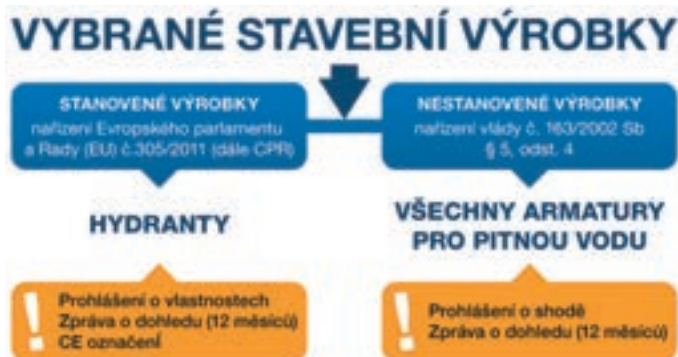 VYBRANÉ STAVEBNÍ VÝROBKY
STANOVENÉ VÝROBKY
nařízení Evropského parlamentu
a Rady (EU) č.305/2011 (dále CPR)
NESTANOVENÉ VÝROBKY
nařízení vlády č. 163/2002 Sb
§ 5, odst. 4
HYDRANTY
VŠECHNY ARMATURY
PRO PITNOU VODU
! Prohlášení o vlastnostech
Zpráva o dohledu (12 měsíců)
CE označení
! Prohlášení o shodě
Zpráva o dohledu (12 měsíců)